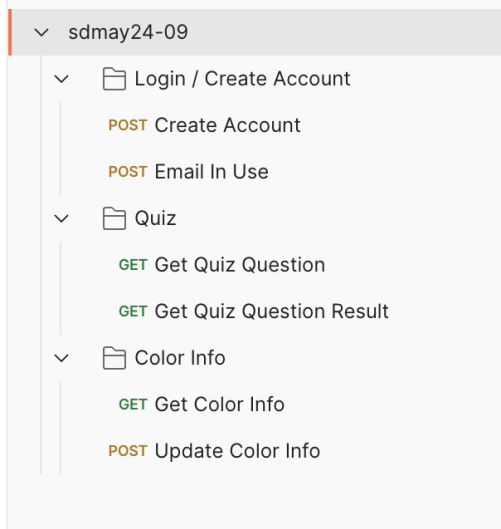 sdmay24-09
Login / Create Account
POST Create Account
POST Email In Use
Quiz
GET Get Quiz Question
GET Get Quiz Question Result
Color Info
GET Get Color Info
POST Update Color Info